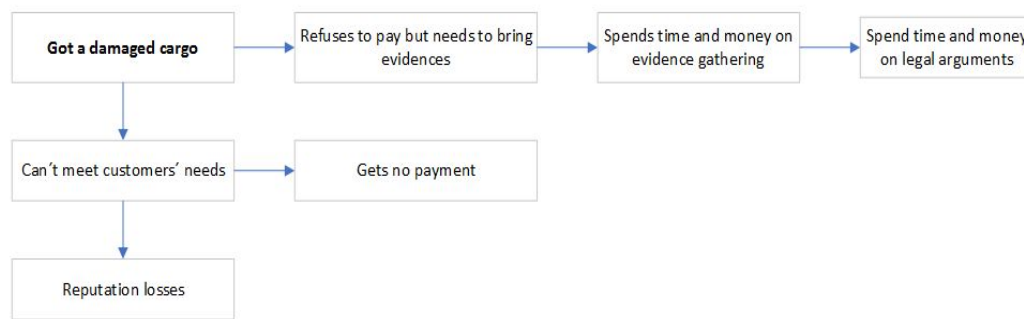 Got a damaged cargo
Refuses to pay but needs to bring
evidences
Spends time and money on
evidence gathering
Spend time and money
on legal arguments
Can´t meet customers´ needs
Gets no payment
Reputation losses